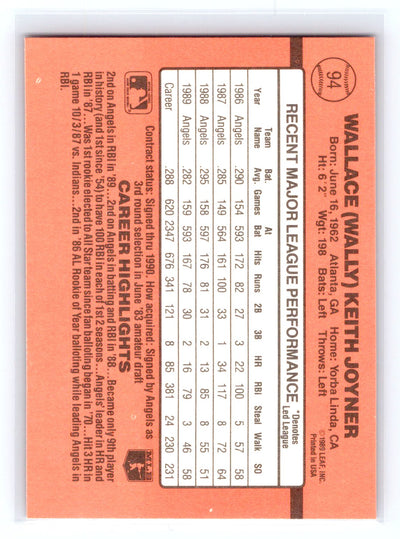 94
WALLACE (WALLY) KEITH JOYNER
Born: June 16, 1962 Atlanta, GA Home: Yorba Linda, CA
Ht: 6' 2" Wgt: 198 Bats: Left Throws: Left
© 1989 LEAF, INC.
Printed in USA
RECENT MAJOR LEAGUE PERFORMANCE *Denotes Led League
Team Bat. At
Year Name Avg Games Bat Hits Runs 2B 3B HR RBI Steal Walk SO
1986 Angels .290 154 593 172 82 27 3 22 100 5 57 58
1987 Angels .285 149 564 161 100 33 1 34 117 8 72 64
1988 Angels .295 158 597 176 81 31 2 13 85 8 55 51
1989 Angels .282 159 593 167 78 30 2 16 79 3 46 58
Career .288 620 2347 676 341 121 8 85 381 24 230 231
Contract status: Signed thru 1990. How acquired: Signed by Angels as
3rd round selection in June '83 amateur draft
CAREER HIGHLIGHTS
2nd on Angels in RBI in '89...2nd on Angels in batting and RBI in '88...Became only 9th player
in history (and 1st since '54) to have 100 RBI in each of 1st 2 seasons...Angels' leader in HR and
RBI in '87...Was 1st rookie elected to All Star team since fan balloting began in '70...Hit 3 HR in
1 game 10/3/87 vs. Indians...2nd in '86 AL Rookie of Year balloting while leading Angels in
RBI.